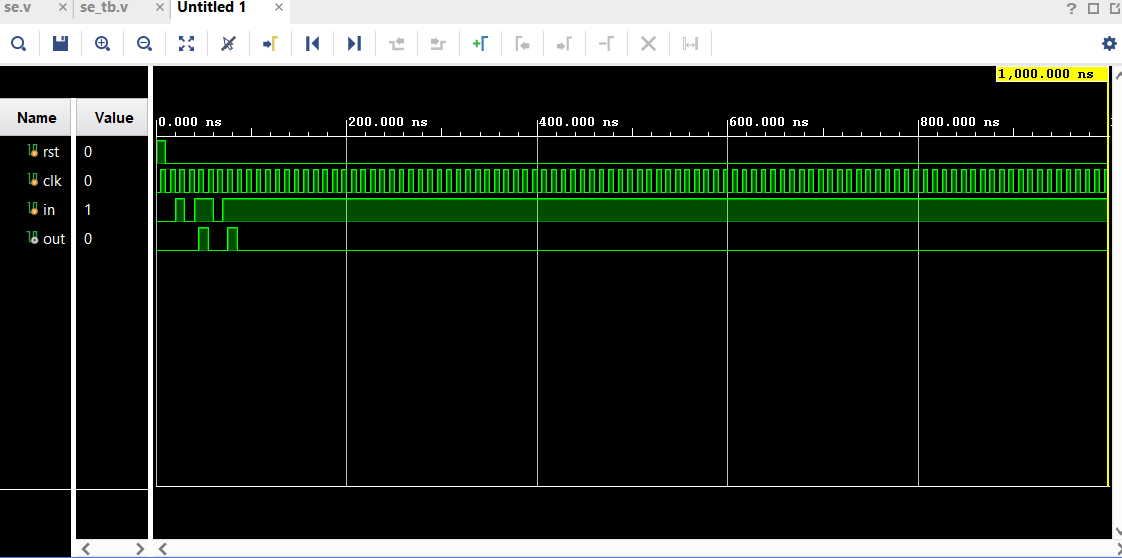 se.v × se_tb.v × Untitled 1 ×
?
1,000.000 ns
Name Value
0.000 ns 200.000 ns 400.000 ns 600.000 ns 800.000 ns
rst 0
clk 0
in 1
out 0